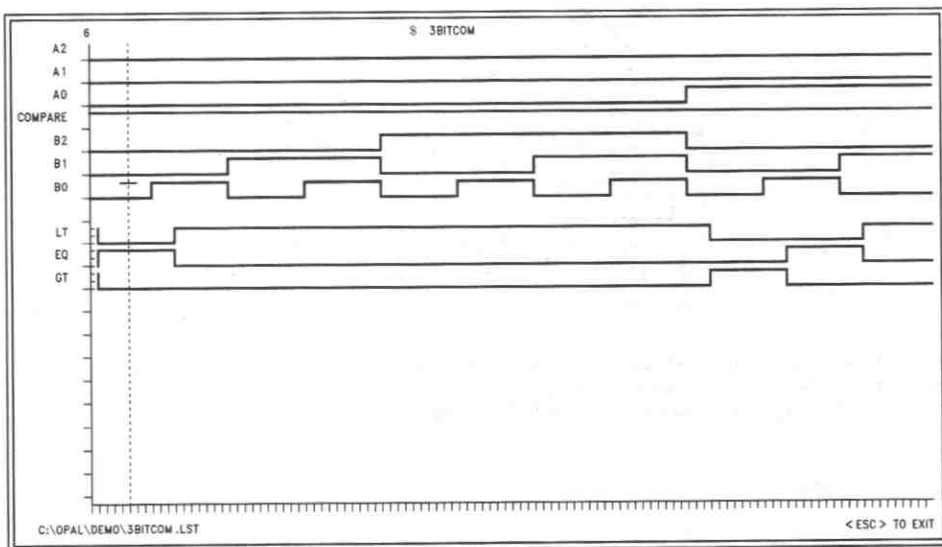 6
$ 3BITCOM
A2
A1
A0
COMPARE
B2
B1
B0
LT
EQ
GT
C:\OPAL\DEMO\3BITCOM.LST
<ESC> TO EXIT